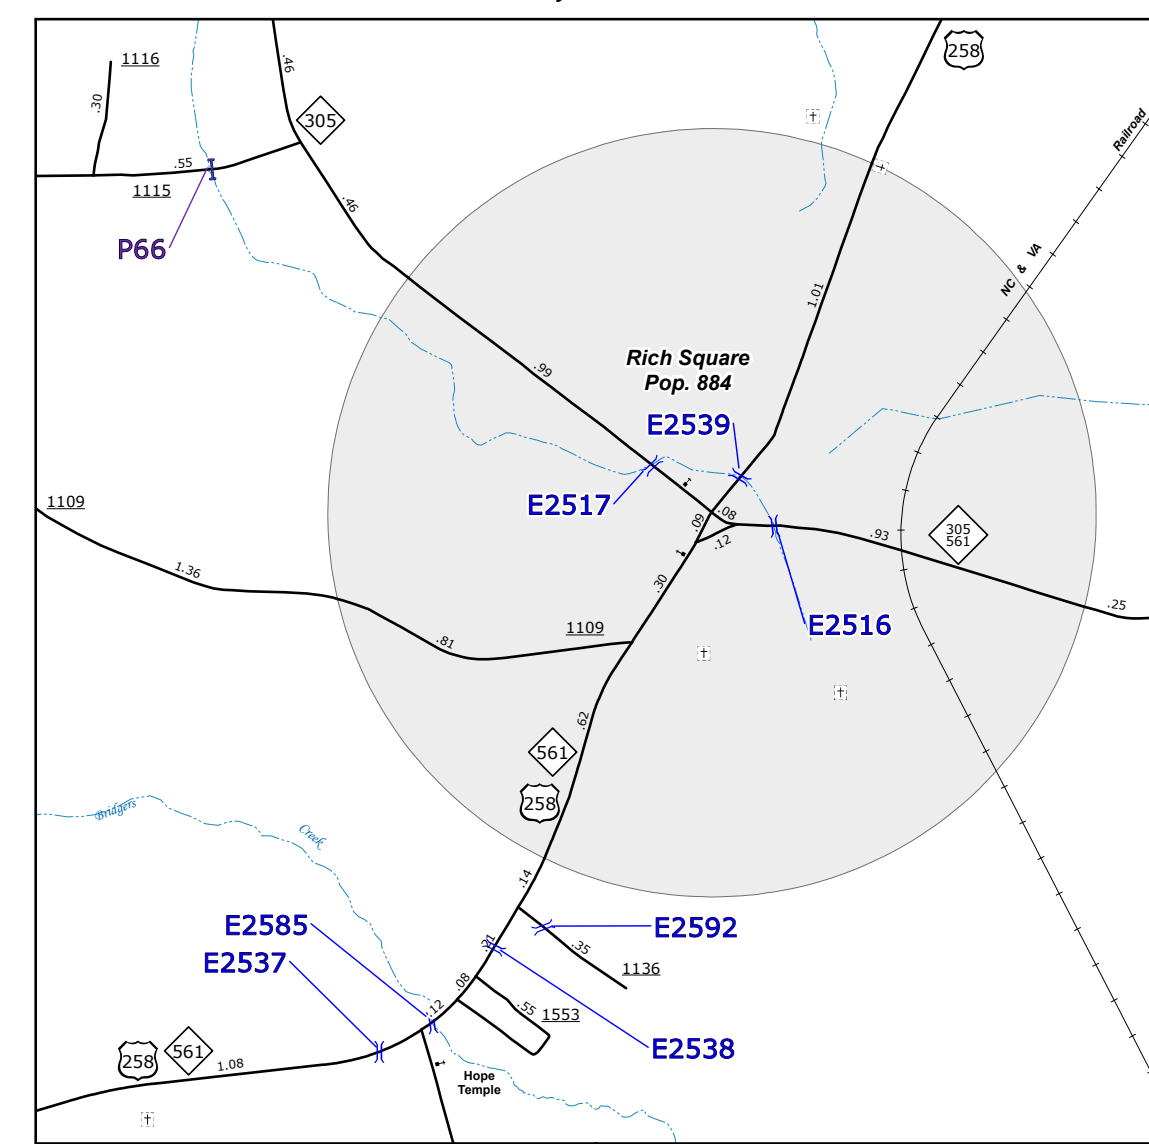 1116
.46
258
.30
305
Railroad
.55
1115
.46
P66
NC & VA
1.01
Rich Square
Pop. 884
.99
E2539
1109
E2517
.08
.09
.12
.93
305
561
1.36
.30
.25
1109
E2516
.81
.62
561
258
Bridgers
Creek
.14
E2585
E2592
.21
.35
E2537
1136
.08
.12
.55
1553
E2538
258
561
1.08
Hope
Temple